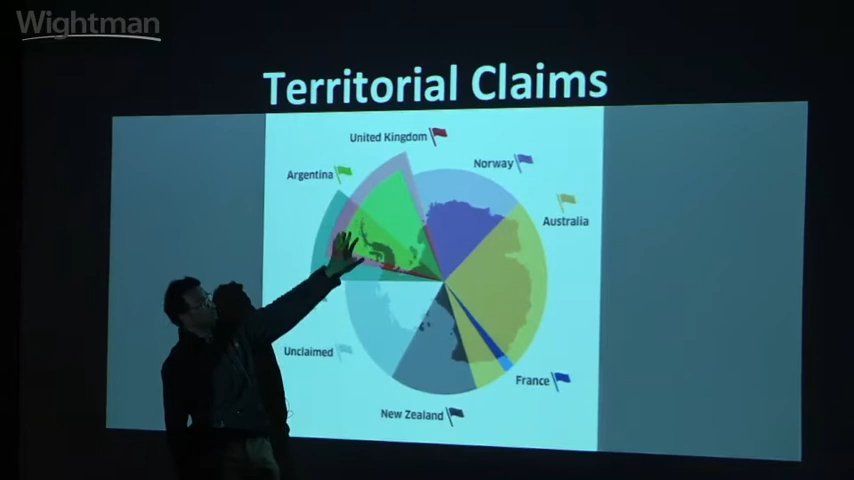 Wightman
Territorial Claims
United Kingdom
Norway
Argentina
Australia
Unclaimed
France
New Zealand